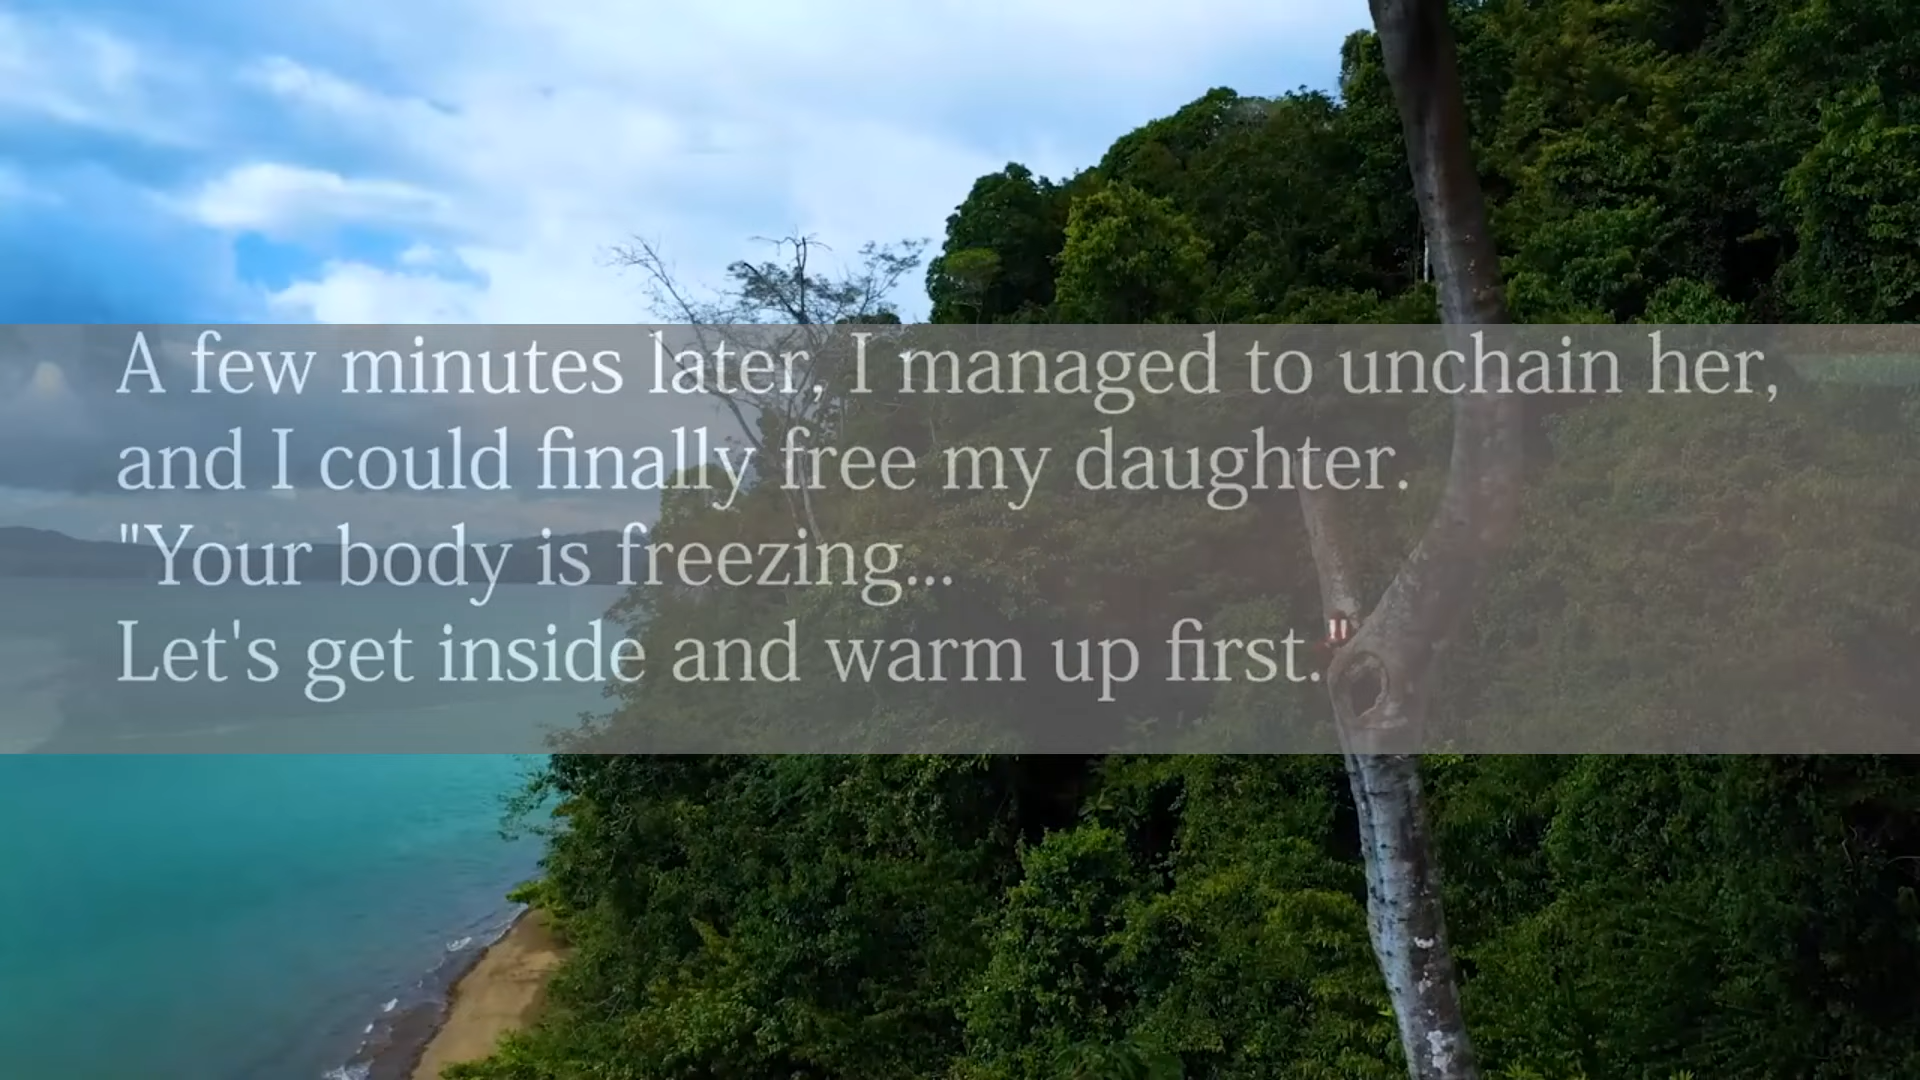 A few minutes later, I managed to unchain her,
and I could finally free my daughter.
"Your body is freezing...
Let's get inside and warm up first.